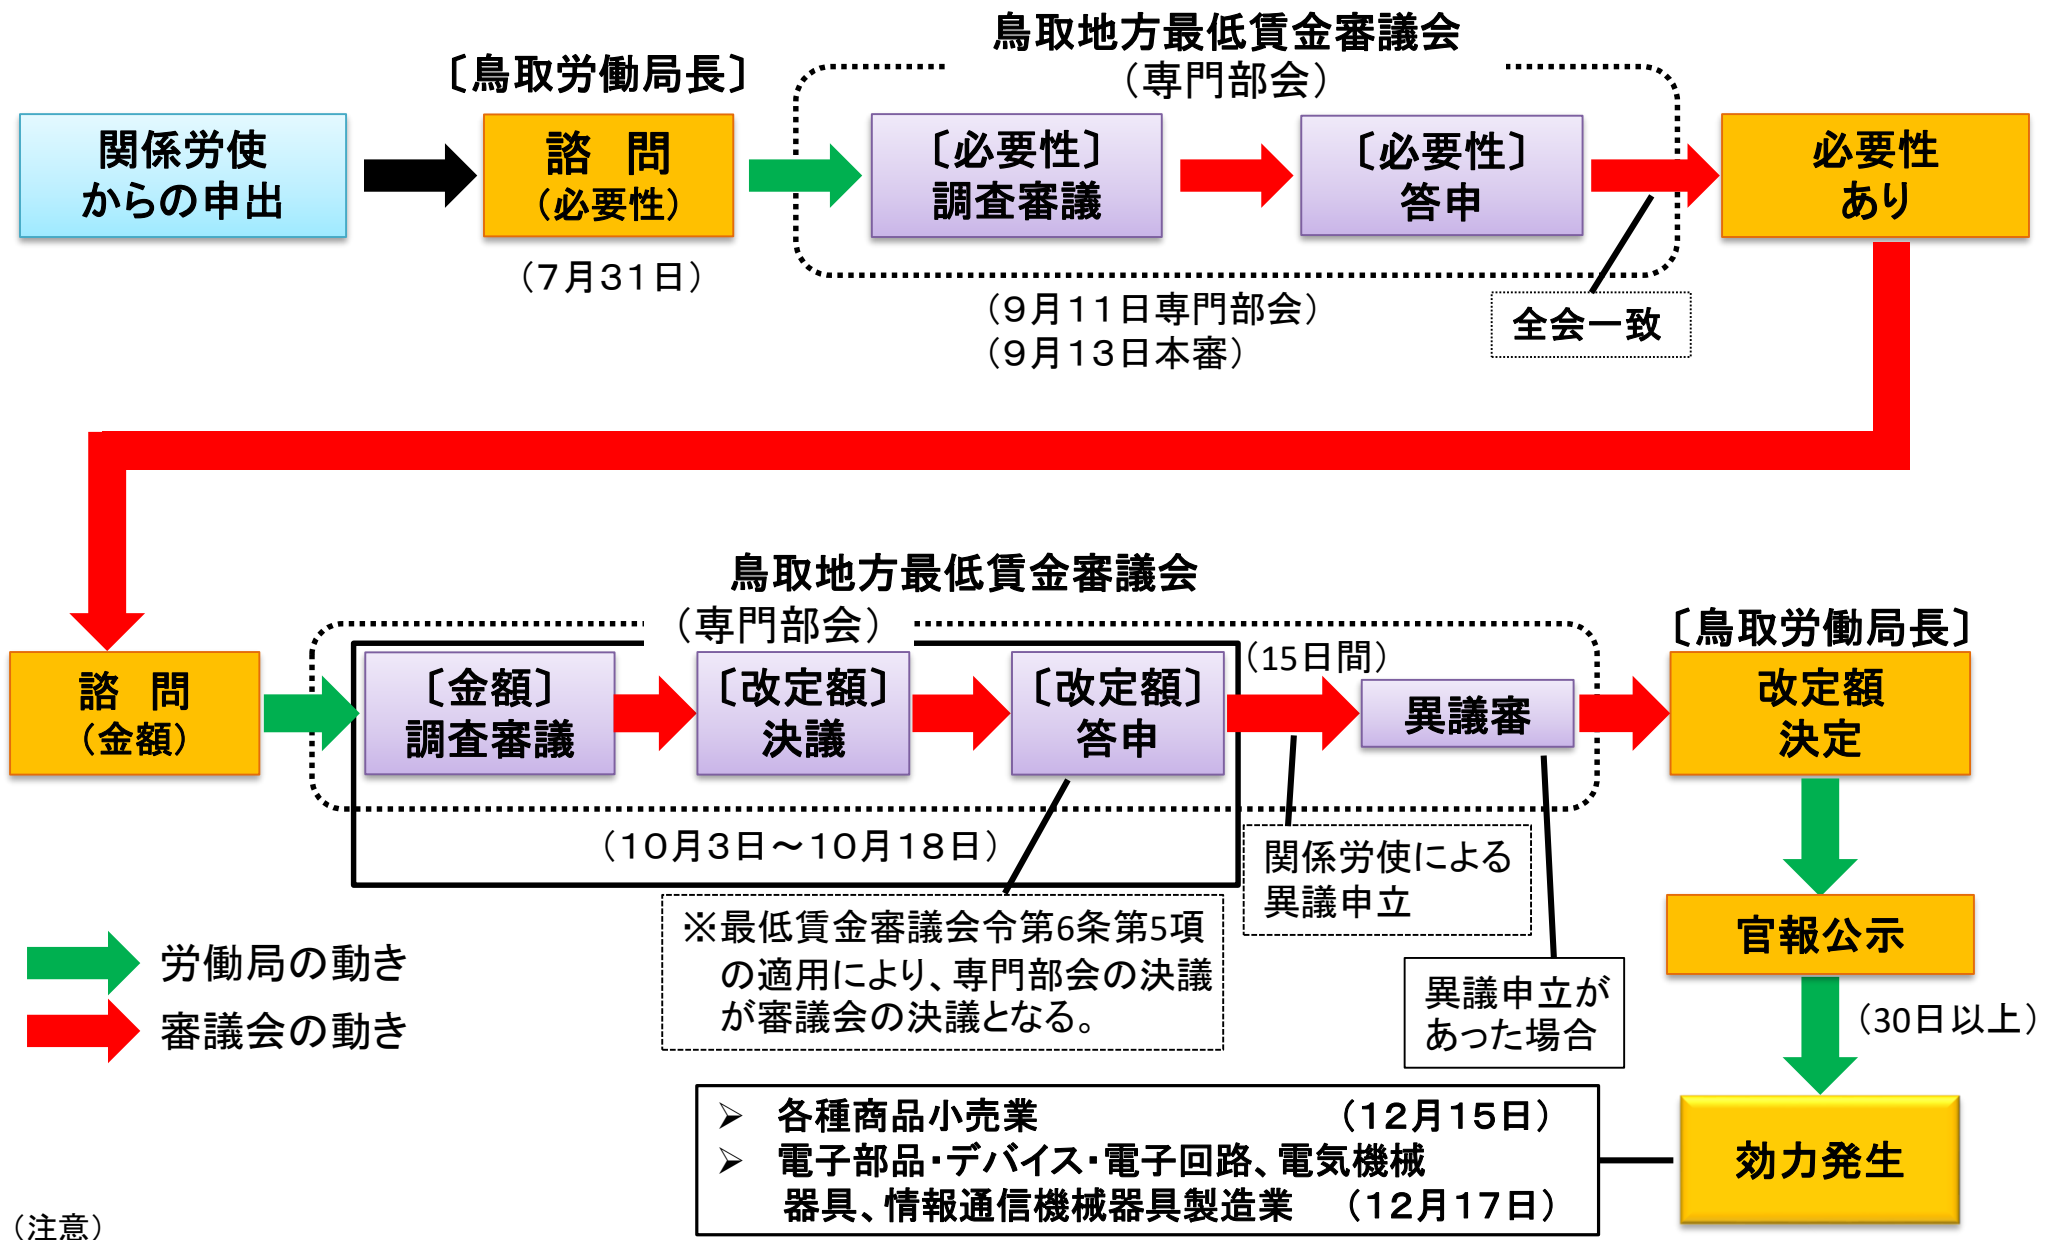 鳥取地方最低賃金審議会
（専門部会）
〔鳥取労働局長〕
関係労使
からの申出
諮　問
（必要性）
〔必要性〕
調査審議
〔必要性〕
答申
必要性
あり
（７月３１日）
（９月１１日専門部会）
（９月１３日本審）
全会一致
鳥取地方最低賃金審議会
（専門部会）
〔鳥取労働局長〕
諮　問
（金額）
〔金額〕
調査審議
〔改定額〕
決議
〔改定額〕
答申
（15日間）
異議審
改定額
決定
（１０月３日～１０月１８日）
関係労使による
異議申立
※最低賃金審議会令第6条第5項
の適用により、専門部会の決議
が審議会の決議となる。
異議申立が
あった場合
官報公示
（30日以上）
労働局の動き
審議会の動き
➢ 各種商品小売業　（１２月１５日）
➢ 電子部品・デバイス・電子回路、電気機械
器具、情報通信機械器具製造業　（１２月１７日）
効力発生
（注意）